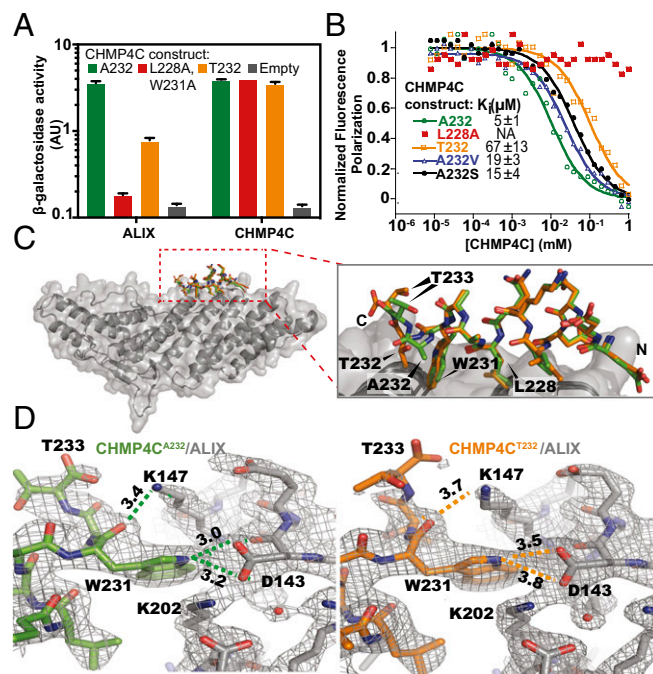 A
CHMP4C construct:
A232 L228A, T232 Empty
W231A
β-galactosidase activity
(AU)
10
1
0.1
ALIX CHMP4C
B
Normalized Fluorescence
Polarization
1
0.8
0.6
0.4
0.2
0
CHMP4C
construct: Ki(μM)
A232 5±1
L228A NA
T232 67±13
A232V 19±3
A232S 15±4
10-6 10-5 10-4 10-3 10-2 10-1 1
[CHMP4C] (mM)
C
T233
C
T232
A232
W231
L228
N
D
T233
CHMP4CA232/ALIX
K147
3.4
3.0
3.2
W231
D143
K202
T233
CHMP4CT232/ALIX
K147
3.7
3.5
3.8
W231
D143
K202